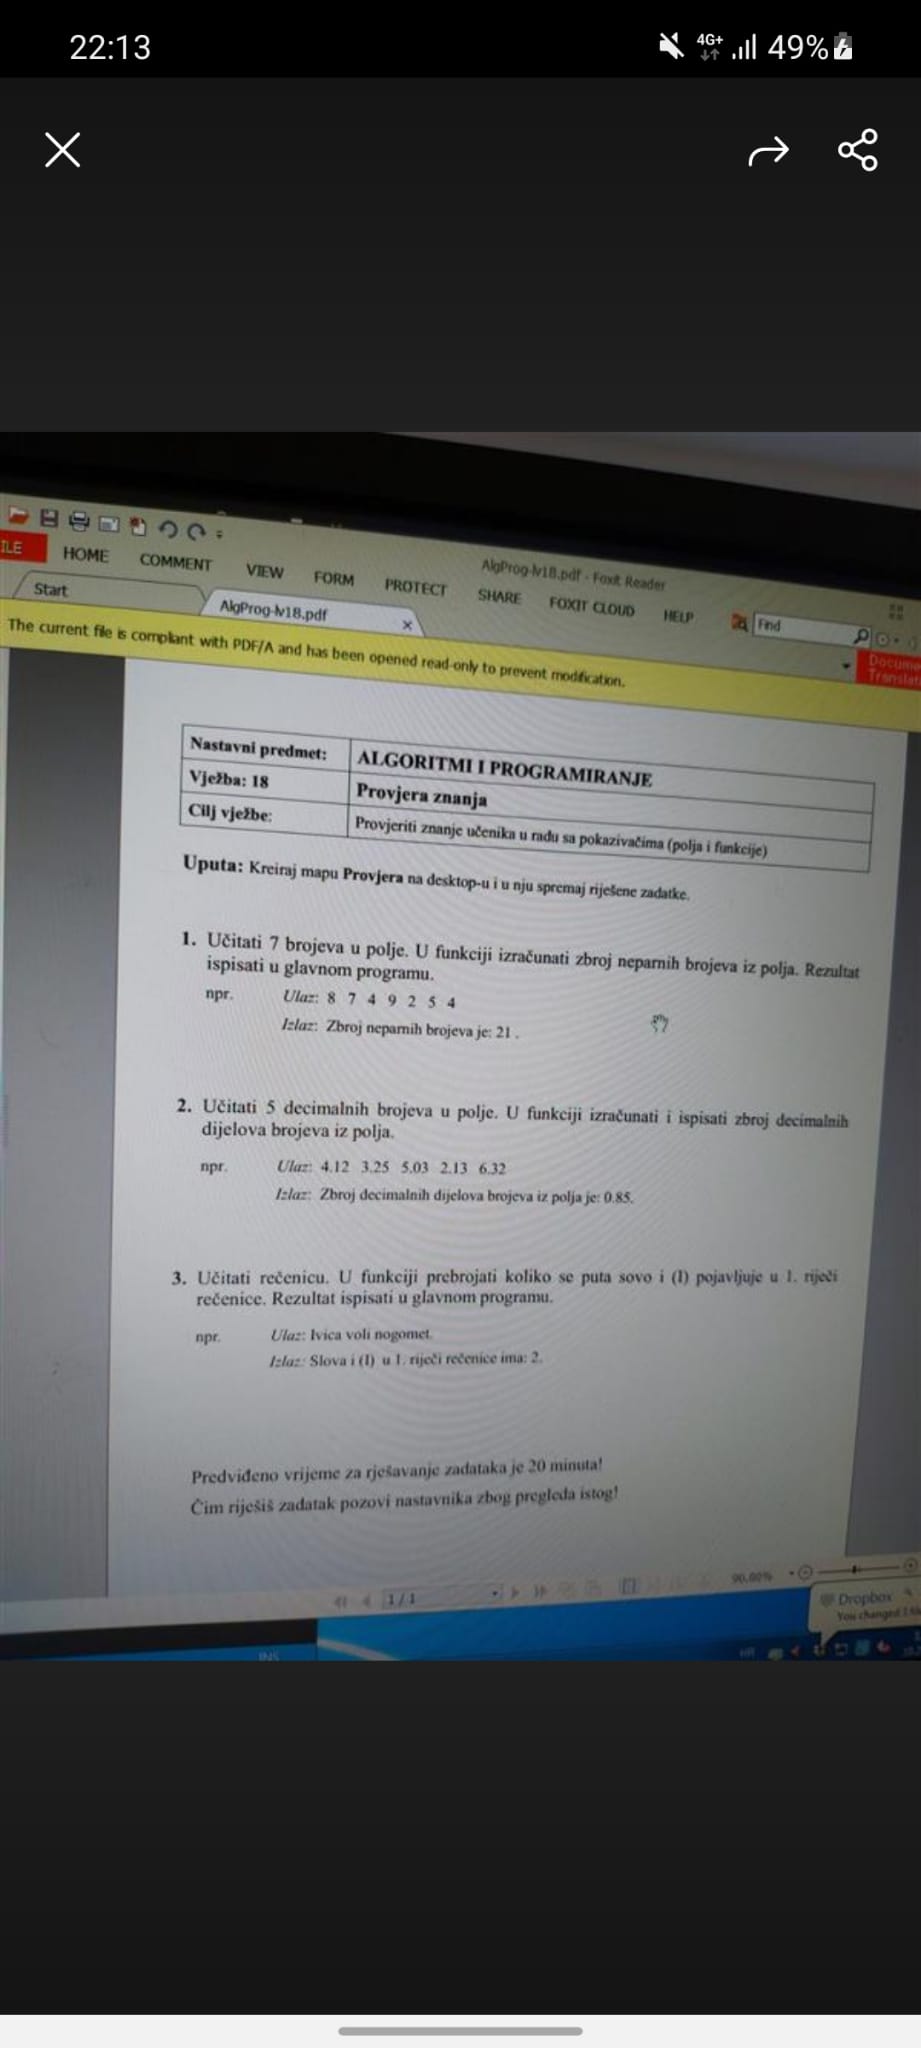 22:13
4G+ 49%
ILE HOME COMMENT VIEW FORM PROTECT SHARE FOXIT CLOUD HELP
AlgProg-lv18.pdf - Foxit Reader
Find
Start
AlgProg-lv18.pdf
The current file is compliant with PDF/A and has been opened read-only to prevent modification.
Nastavni predmet: ALGORITMI I PROGRAMIRANJE
Vježba: 18 Provjera znanja
Cilj vježbe: Provjeriti znanje učenika u radu sa pokazivačima (polja i funkcije)
Uputa: Kreiraj mapu Provjera na desktop-u i u nju spremaj riješene zadatke.
1. Učitati 7 brojeva u polje. U funkciji izračunati zbroj neparnih brojeva iz polja. Rezultat
ispisati u glavnom programu.
npr. Ulaz: 8 7 4 9 2 5 4
Izlaz: Zbroj neparnih brojeva je: 21 .
2. Učitati 5 decimalnih brojeva u polje. U funkciji izračunati i ispisati zbroj decimalnih
dijelova brojeva iz polja.
npr. Ulaz: 4.12 3.25 5.03 2.13 6.32
Izlaz: Zbroj decimalnih dijelova brojeva iz polja je: 0.85.
3. Učitati rečenicu. U funkciji prebrojati koliko se puta sovo i (I) pojavljuje u 1. riječi
rečenice. Rezultat ispisati u glavnom programu.
npr. Ulaz: Ivica voli nogomet.
Izlaz: Slova i (I) u 1. riječi rečenice ima: 2.
Predviđeno vrijeme za rješavanje zadataka je 20 minuta!
Čim riješiš zadatak pozovi nastavnika zbog pregleda istog!
1 / 1
90.00%
Dropbox
You changed 1
INS
HR